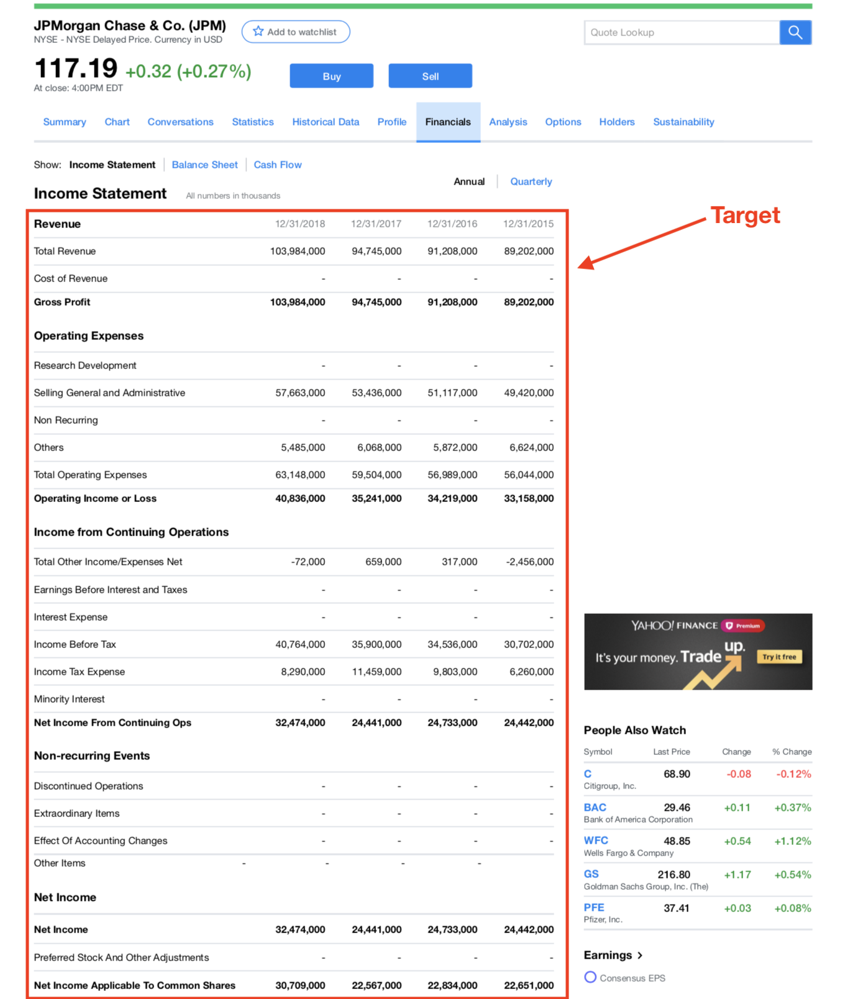 JPMorgan Chase & Co. (JPM)
Add to watchlist
Quote Lookup
NYSE - NYSE Delayed Price. Currency in USD
117.19 +0.32 (+0.27%)
At close: 4:00PM EDT
Buy
Sell
Summary Chart Conversations Statistics Historical Data Profile Financials Analysis Options Holders Sustainability
Show: Income Statement Balance Sheet Cash Flow
Annual Quarterly
Income Statement All numbers in thousands
Target
Revenue 12/31/2018 12/31/2017 12/31/2016 12/31/2015
Total Revenue 103,984,000 94,745,000 91,208,000 89,202,000
Cost of Revenue - - - -
Gross Profit 103,984,000 94,745,000 91,208,000 89,202,000
Operating Expenses
Research Development - - - -
Selling General and Administrative 57,663,000 53,436,000 51,117,000 49,420,000
Non Recurring - - - -
Others 5,485,000 6,068,000 5,872,000 6,624,000
Total Operating Expenses 63,148,000 59,504,000 56,989,000 56,044,000
Operating Income or Loss 40,836,000 35,241,000 34,219,000 33,158,000
Income from Continuing Operations
Total Other Income/Expenses Net -72,000 659,000 317,000 -2,456,000
Earnings Before Interest and Taxes - - - -
Interest Expense - - - -
Income Before Tax 40,764,000 35,900,000 34,536,000 30,702,000
Income Tax Expense 8,290,000 11,459,000 9,803,000 6,260,000
Minority Interest - - - -
Net Income From Continuing Ops 32,474,000 24,441,000 24,733,000 24,442,000
Non-recurring Events
Discontinued Operations - - - -
Extraordinary Items - - - -
Effect Of Accounting Changes - - - -
Other Items - - - -
Net Income
Net Income 32,474,000 24,441,000 24,733,000 24,442,000
Preferred Stock And Other Adjustments - - - -
Net Income Applicable To Common Shares 30,709,000 22,567,000 22,834,000 22,651,000
YAHOO! FINANCE Premium
It's your money. Trade up.
Try it free
People Also Watch
Symbol Last Price Change % Change
C 68.90 -0.08 -0.12%
Citigroup, Inc.
BAC 29.46 +0.11 +0.37%
Bank of America Corporation
WFC 48.85 +0.54 +1.12%
Wells Fargo & Company
GS 216.80 +1.17 +0.54%
Goldman Sachs Group, Inc. (The)
PFE 37.41 +0.03 +0.08%
Pfizer, Inc.
Earnings >
Consensus EPS